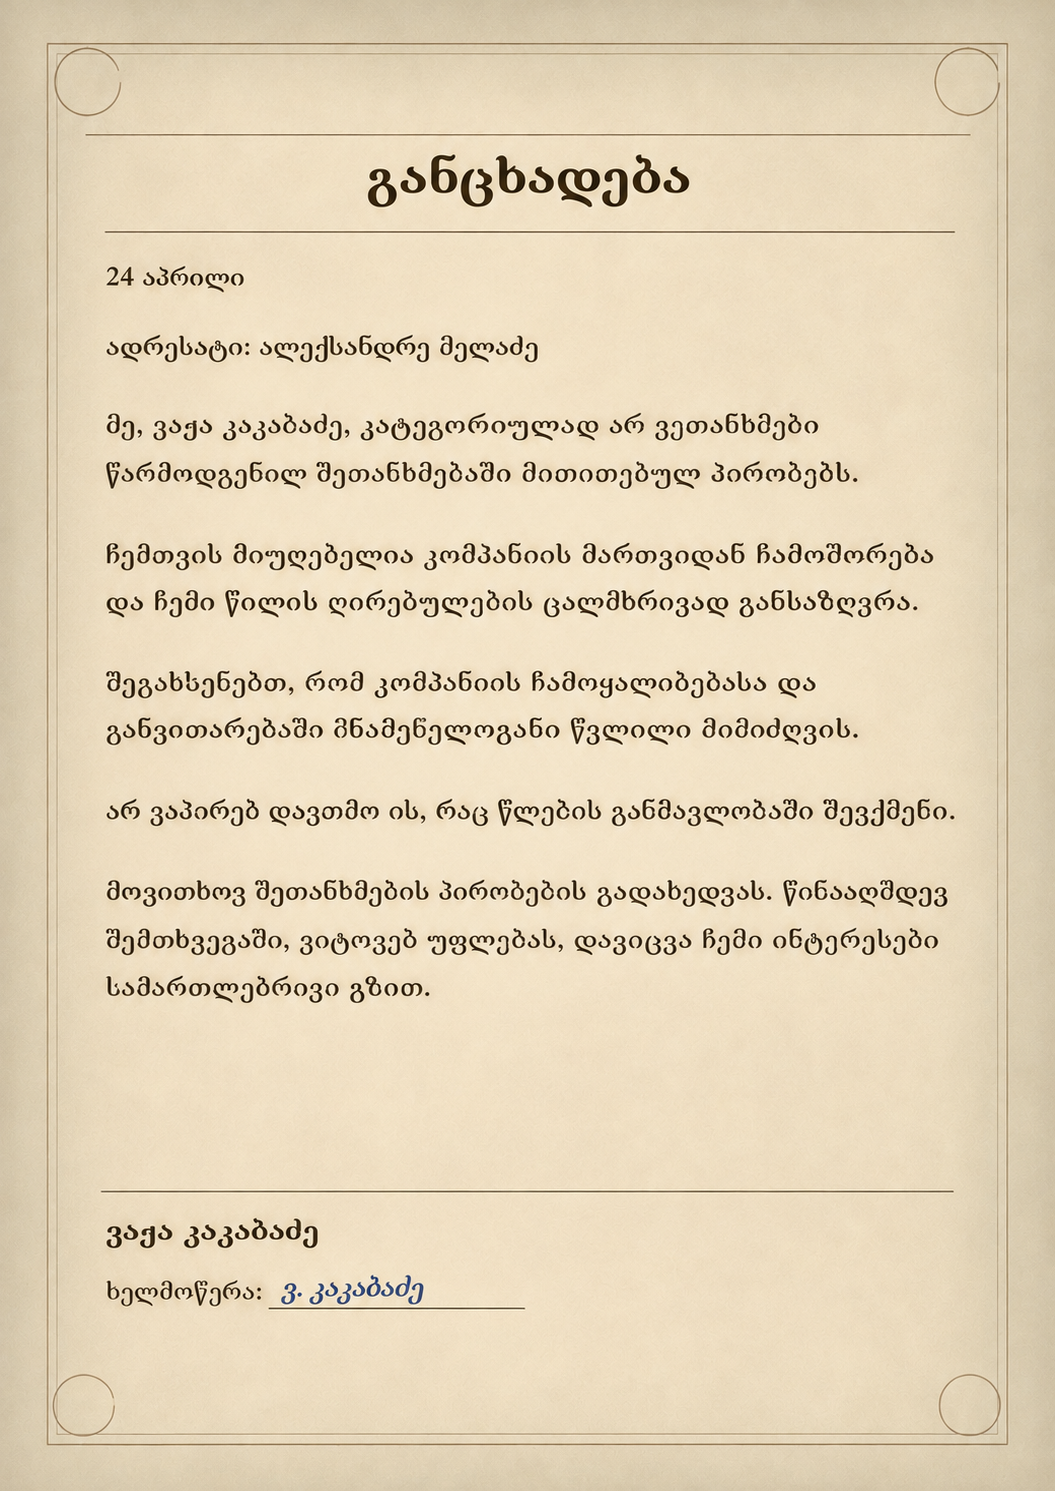 განცხადება
24 აპრილი
ადრესატი: ალექსანდრე მელაძე
მე, ვაჟა კაკაბაძე, კატეგორიულად არ ვეთანხმები
წარმოდგენილ შეთანხმებაში მითითებულ პირობებს.
ჩემთვის მიუღებელია კომპანიის მართვიდან ჩამოშორება
და ჩემი წილის ღირებულების ცალმხრივად განსაზღვრა.
შეგახსენებთ, რომ კომპანიის ჩამოყალიბებასა და
განვითარებაში წვლილი მიმიძღვის.
არ ვაპირებ დავთმო ის, რაც წლების განმავლობაში შევქმენი.
მოვითხოვ შეთანხმების პირობების გადახედვას. წინააღმდევ
შემთხვევაში, ვიტოვებ უფლებას, დავიცვა ჩემი ინტერესები
სამართლებრივი გზით.
ვაჟა კაკაბაძე
ხელმოწერა: ვ. კაკაბაძე